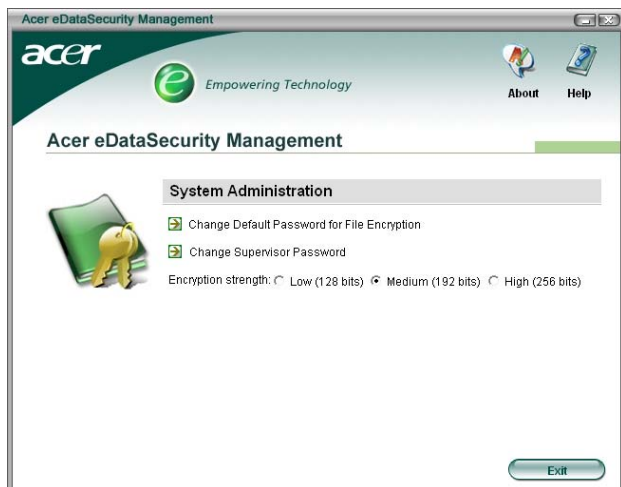 Acer eDataSecurity Management
acer
e Empowering Technology
About Help
Acer eDataSecurity Management
System Administration
Change Default Password for File Encryption
Change Supervisor Password
Encryption strength: Low (128 bits) Medium (192 bits) High (256 bits)
Exit